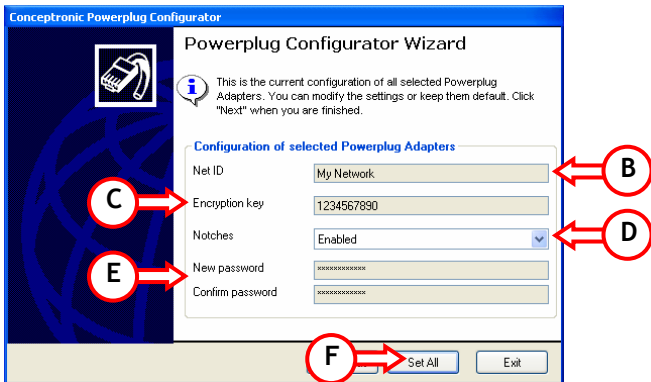 Conceptronic Powerplug Configurator
Powerplug Configurator Wizard
This is the current configuration of all selected Powerplug
Adapters. You can modify the settings or keep them default. Click
"Next" when you are finished.
Configuration of selected Powerplug Adapters
Net ID
My Network
B
C
Encryption key
1234567890
Notches
Enabled
D
E
New password
xxxxxxxxxxxx
Confirm password
xxxxxxxxxxxx
F
Set All
Exit